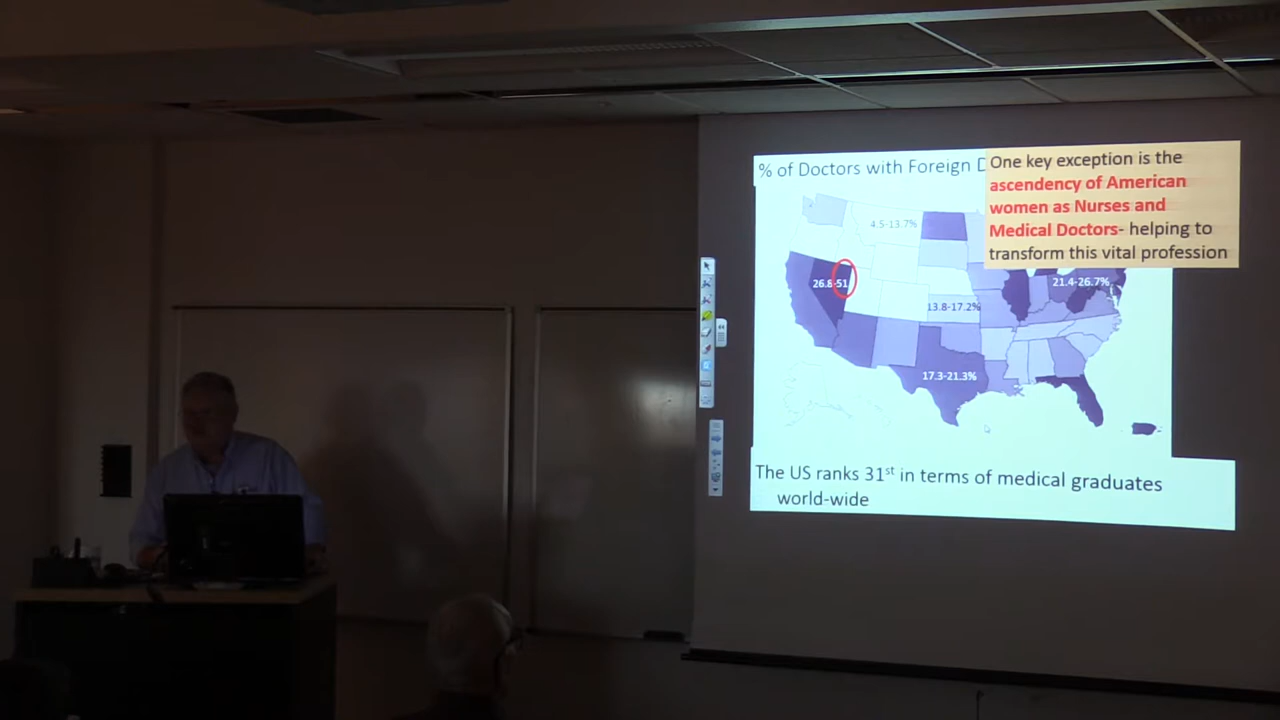 % of Doctors with Foreign D
One key exception is the
ascendency of American
women as Nurses and
Medical Doctors- helping to
transform this vital profession
4.5-13.7%
26.8-51
21.4-26.7%
13.8-17.2%
17.3-21.3%
The US ranks 31st in terms of medical graduates
world-wide